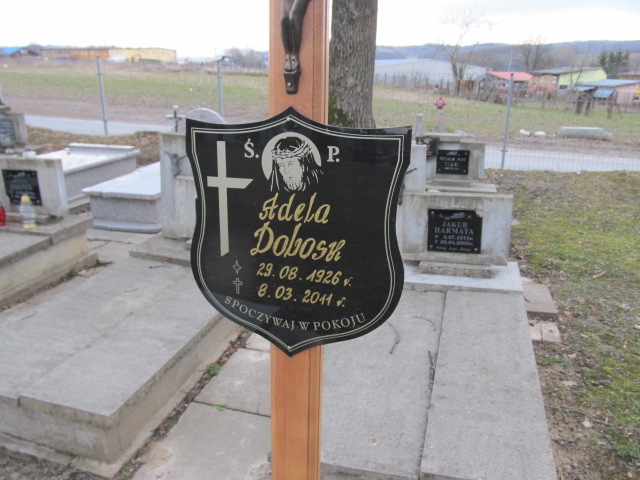 Ś. P.
Adela
Dobosz
29.08.1926 r.
8.03.2011 r.
SPOCZYWAJ W POKOJU
JAKUB
HARMATA